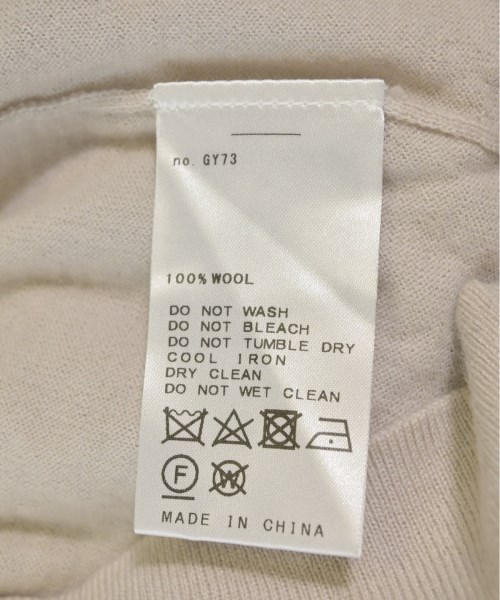 no. GY73
100% WOOL
DO NOT WASH
DO NOT BLEACH
DO NOT TUMBLE DRY
COOL IRON
DRY CLEAN
DO NOT WET CLEAN
F W
MADE IN CHINA